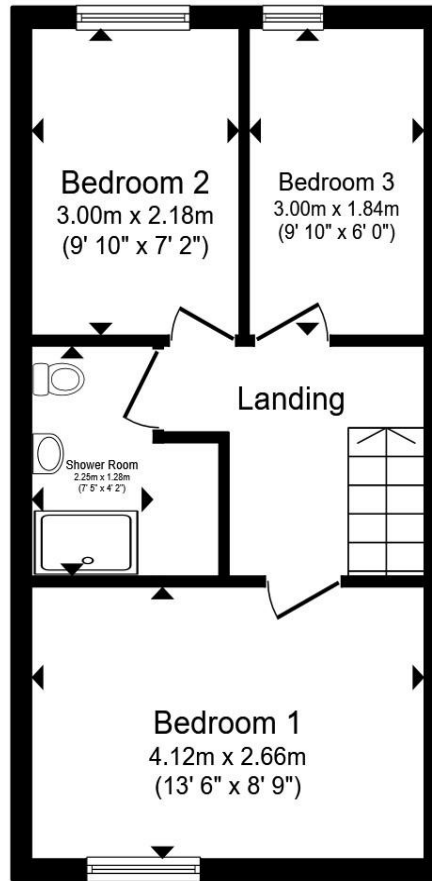 Bedroom 2
3.00m x 2.18m
(9' 10" x 7' 2")
Bedroom 3
3.00m x 1.84m
(9' 10" x 6' 0")
Landing
Shower Room
2.25m x 1.28m
(7' 5" x 4' 2")
Bedroom 1
4.12m x 2.66m
(13' 6" x 8' 9")